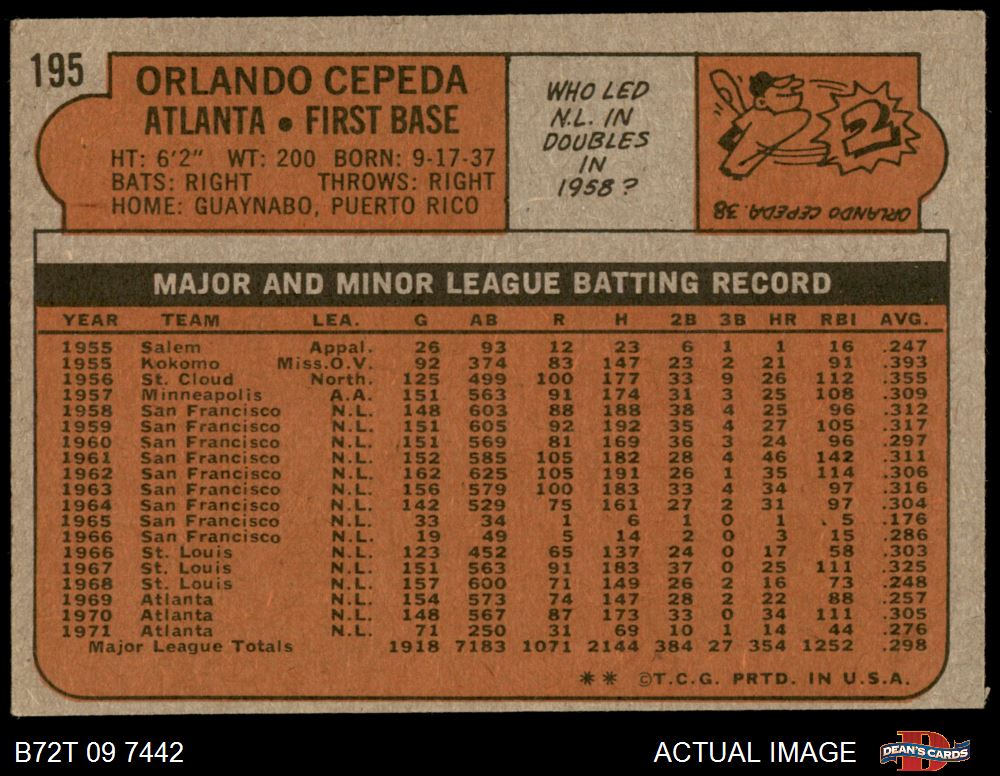 195
ORLANDO CEPEDA
ATLANTA • FIRST BASE
HT: 6'2" WT: 200 BORN: 9-17-37
BATS: RIGHT THROWS: RIGHT
HOME: GUAYNABO, PUERTO RICO
WHO LED
N.L. IN
DOUBLES
IN
1958?
2
ORLANDO CEPEDA. 38
MAJOR AND MINOR LEAGUE BATTING RECORD
YEAR TEAM LEA. G AB R H 2B 3B HR RBI AVG.
1955 Salem Appal. 26 93 12 23 6 1 1 16 .247
1955 Kokomo Miss.O.V. 92 374 83 147 23 2 21 91 .393
1956 St. Cloud North. 125 499 100 177 33 9 26 112 .355
1957 Minneapolis A.A. 151 563 91 174 31 3 25 108 .309
1958 San Francisco N.L. 148 603 88 188 38 4 25 96 .312
1959 San Francisco N.L. 151 605 92 192 35 4 27 105 .317
1960 San Francisco N.L. 151 569 81 169 36 3 24 96 .297
1961 San Francisco N.L. 152 585 105 182 28 4 46 142 .311
1962 San Francisco N.L. 162 625 105 191 26 1 35 114 .306
1963 San Francisco N.L. 156 579 100 183 33 4 34 97 .316
1964 San Francisco N.L. 142 529 75 161 27 2 31 97 .304
1965 San Francisco N.L. 33 34 1 6 1 0 1 5 .176
1966 San Francisco N.L. 19 49 5 14 2 0 3 15 .286
1966 St. Louis N.L. 123 452 65 137 24 0 17 58 .303
1967 St. Louis N.L. 151 563 91 183 37 0 25 111 .325
1968 St. Louis N.L. 157 600 71 149 26 2 16 73 .248
1969 Atlanta N.L. 154 573 74 147 28 2 22 88 .257
1970 Atlanta N.L. 148 567 87 173 33 0 34 111 .305
1971 Atlanta N.L. 71 250 31 69 10 1 14 44 .276
Major League Totals 1918 7183 1071 2144 384 27 354 1252 .298
** ©T.C.G. PRTD. IN U.S.A.
B72T 09 7442
ACTUAL IMAGE
DEAN'S CARDS